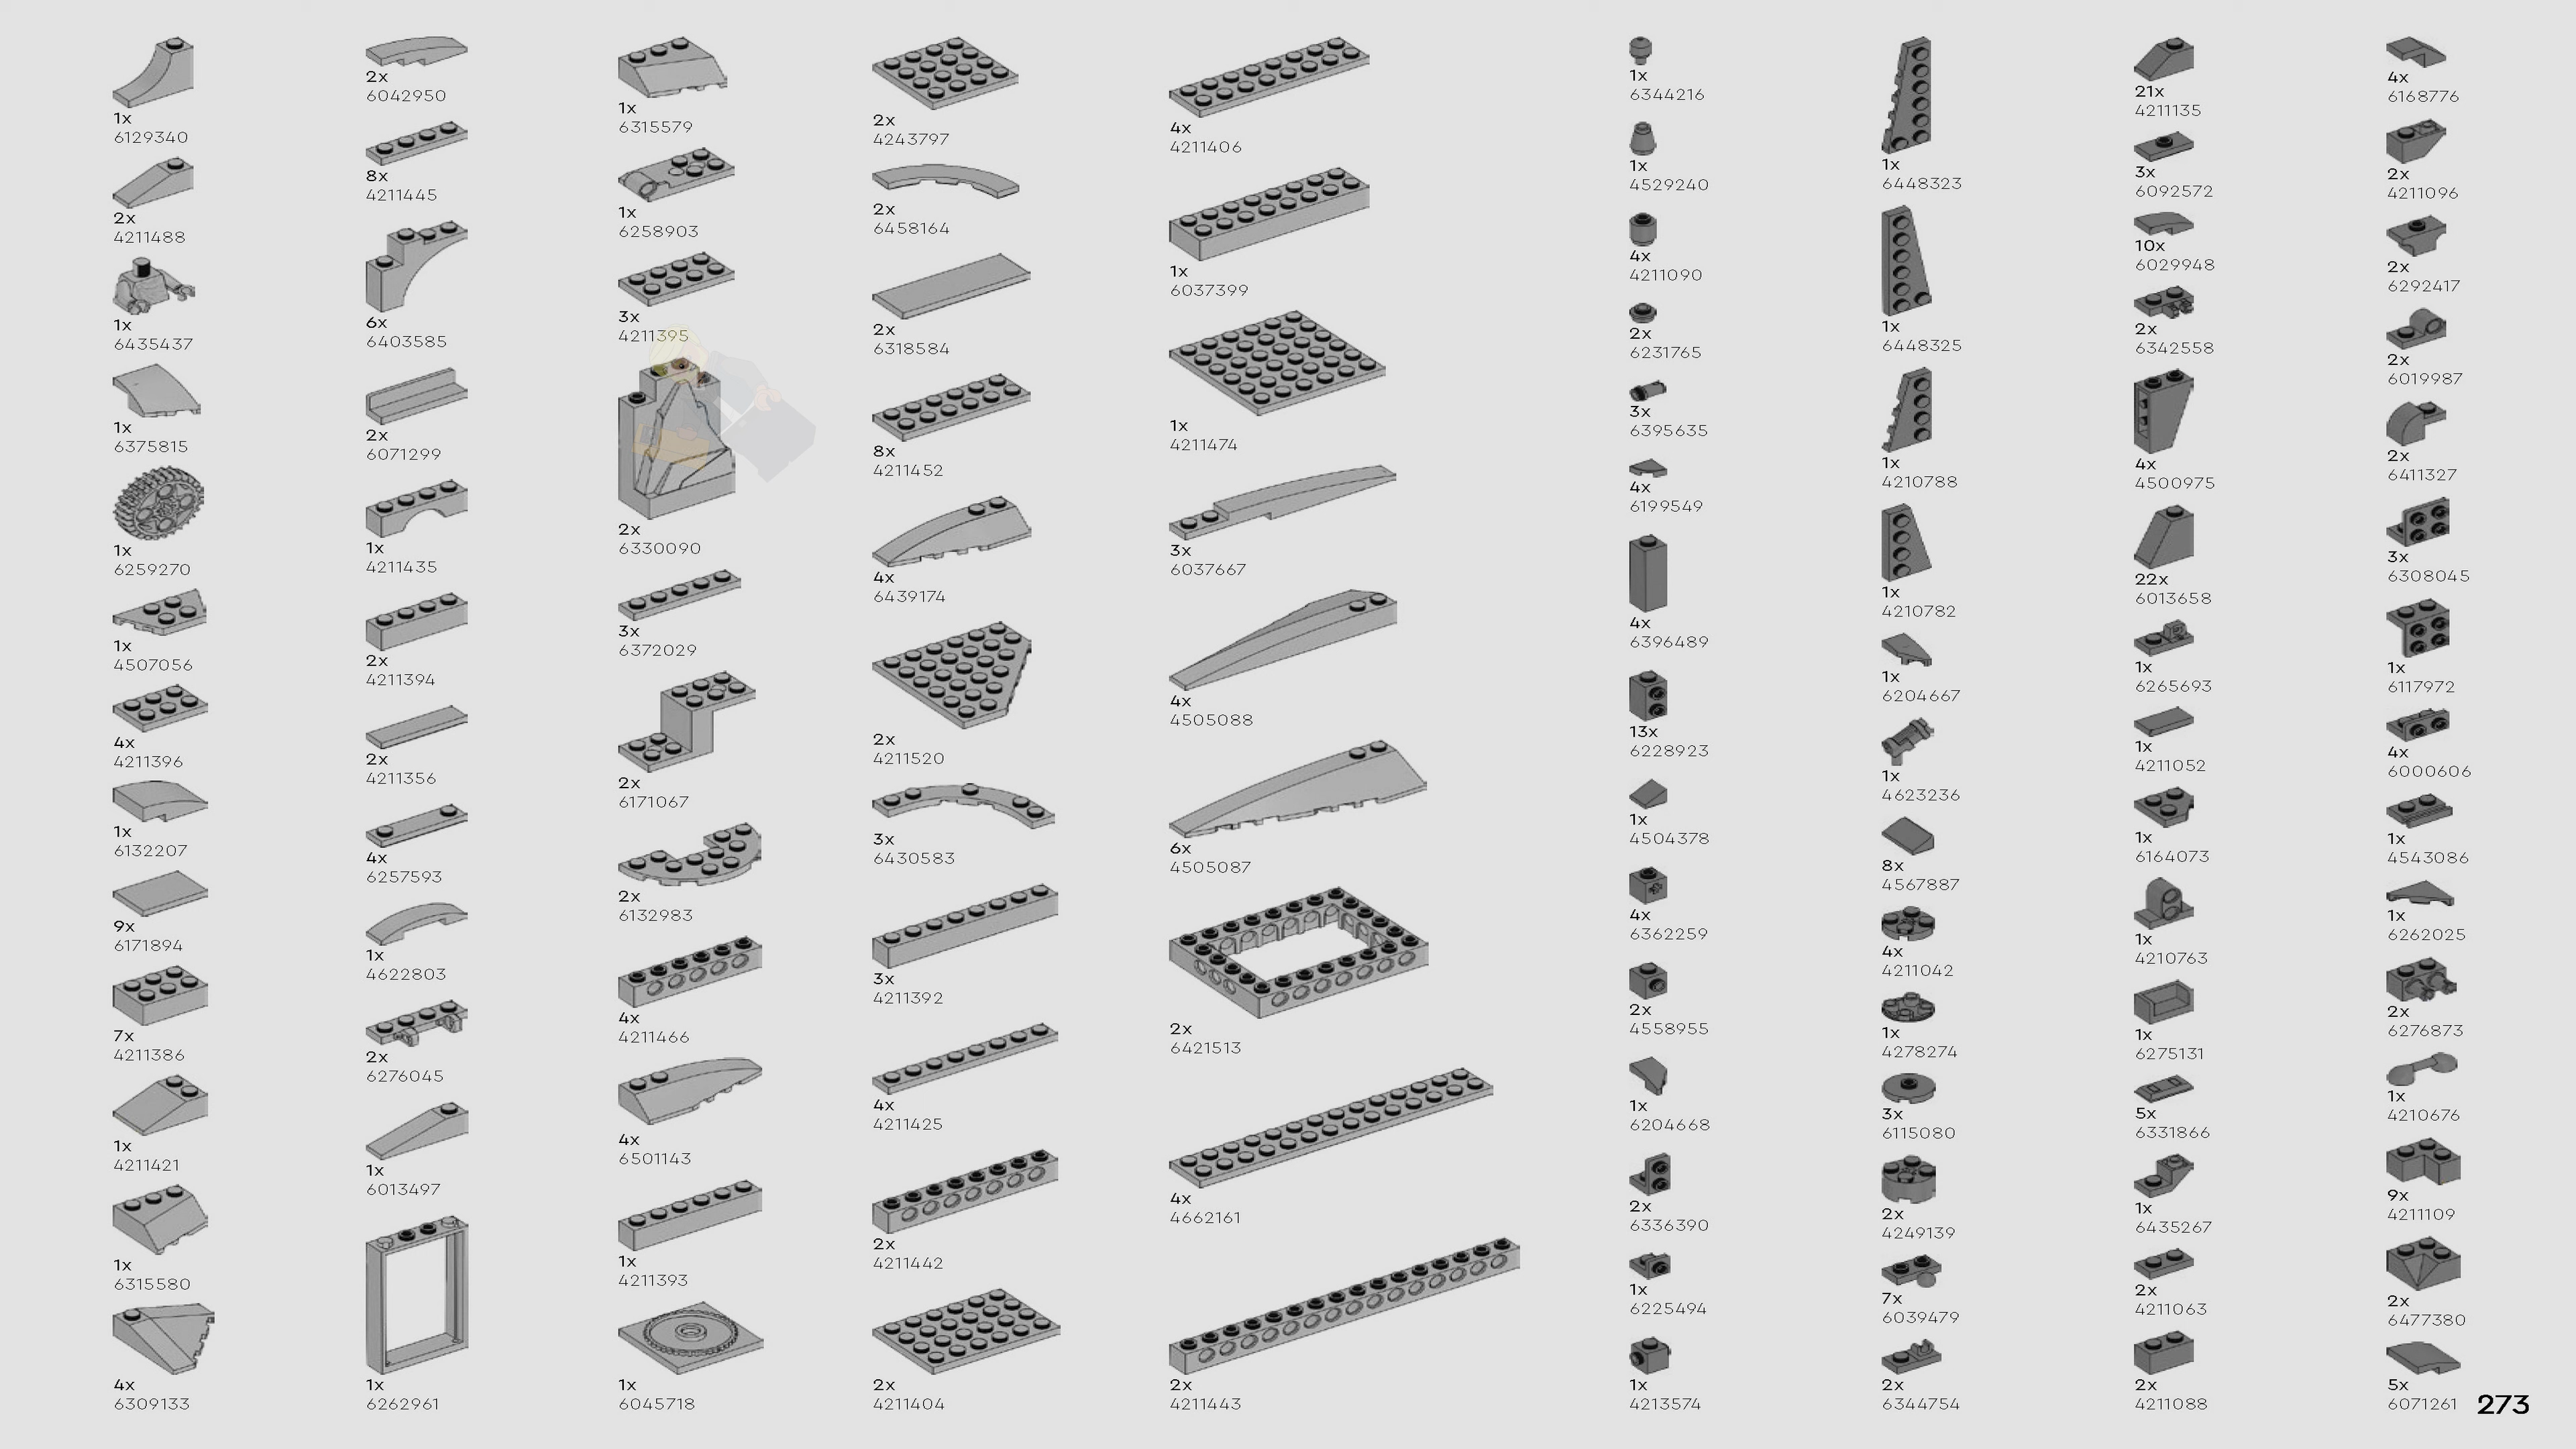 1x
6129340
2x
4211488
1x
6435437
1x
6375815
1x
6259270
1x
4507056
4x
4211396
1x
6132207
9x
6171894
7x
4211386
1x
4211421
1x
6315580
4x
6309133
2x
6042950
8x
4211445
6x
6403585
2x
6071299
1x
4211435
2x
4211394
2x
4211356
4x
6257593
1x
4622803
2x
6276045
1x
6013497
1x
6262961
1x
6315579
1x
6258903
3x
4211395
2x
6330090
3x
6372029
2x
6171067
2x
6132983
4x
4211466
4x
6501143
1x
4211393
1x
6045718
2x
4243797
2x
6458164
2x
6318584
8x
4211452
4x
6439174
2x
4211520
3x
6430583
3x
4211392
4x
4211425
2x
4211442
2x
4211404
4x
4211406
1x
6037399
1x
4211474
3x
6037667
4x
4505088
6x
4505087
2x
6421513
4x
4662161
2x
4211443
1x
6344216
1x
4529240
4x
4211090
2x
6231765
3x
6395635
4x
6199549
4x
6396489
13x
6228923
1x
4504378
4x
6362259
2x
4558955
1x
6204668
2x
6336390
1x
6225494
1x
4213574
1x
6448323
1x
6448325
1x
4210788
1x
4210782
1x
6204667
1x
4623236
8x
4567887
4x
4211042
1x
4278274
3x
6115080
2x
4249139
7x
6039479
2x
6344754
21x
4211135
3x
6092572
10x
6029948
2x
6342558
4x
4500975
22x
6013658
1x
6265693
1x
4211052
1x
6164073
1x
4210763
1x
6275131
5x
6331866
1x
6435267
2x
4211063
2x
4211088
4x
6168776
2x
4211096
2x
6292417
2x
6019987
2x
6411327
3x
6308045
1x
6117972
4x
6000606
1x
4543086
1x
6262025
2x
6276873
1x
4210676
9x
4211109
2x
6477380
5x
6071261
273